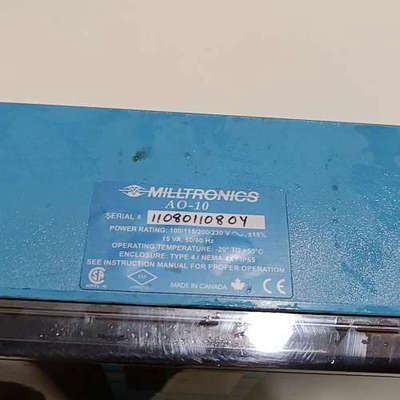 MILLTRONICS
AO-10
SERIAL # 11080110804
POWER RATING: 100/115/200/230 V ±15%
15 VA, 50/60 Hz
OPERATING TEMPERATURE: -20° TO +50°C
ENCLOSURE: TYPE 4 / NEMA 4X / IP65
SEE INSTRUCTION MANUAL FOR PROPER OPERATION
MADE IN CANADA
CE